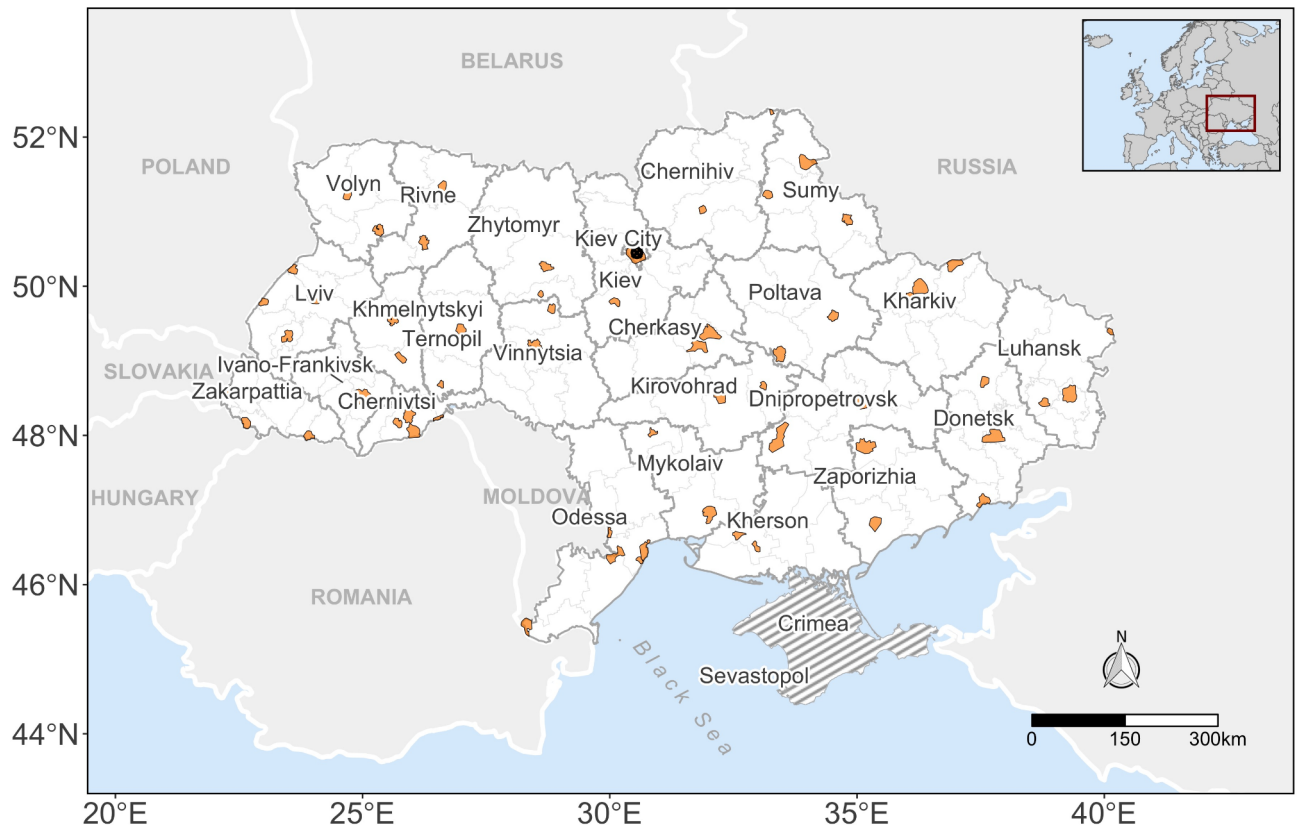 BELARUS
52°N
POLAND
RUSSIA
Chernihiv
Volyn
Rivne
Sumy
Zhytomyr
Kiev City
50°N
Kiev
Lviv
Poltava
Kharkiv
Khmelnytskyi
Cherkasy
Ternopil
Vinnytsia
Luhansk
SLOVAKIA
Ivano-Frankivsk
Zakarpattia
Kirovohrad
Dnipropetrovsk
Chernivtsi
Donetsk
48°N
Mykolaiv
Zaporizhia
HUNGARY
MOLDOVA
Odessa
Kherson
46°N
ROMANIA
Crimea
N
Sevastopol
Black Sea
44°N
0 150 300km
20°E 25°E 30°E 35°E 40°E